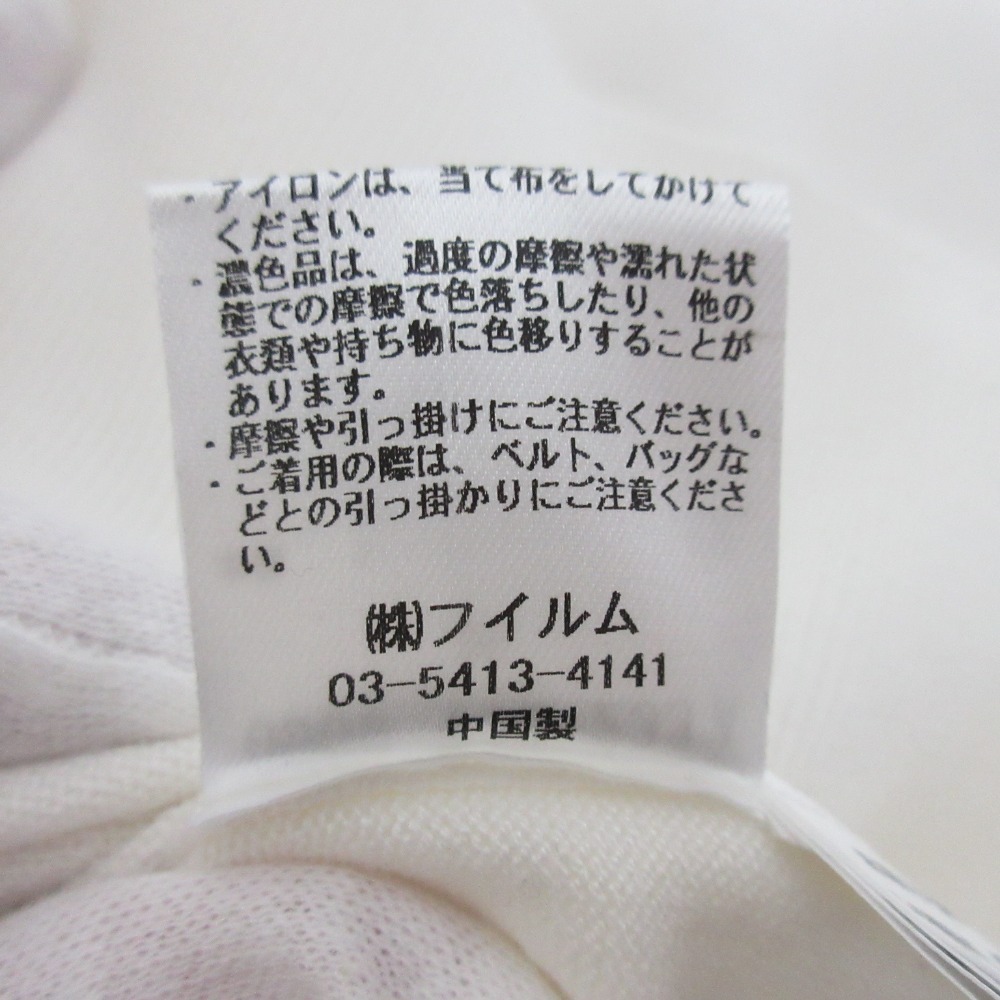 ・アイロンは、当て布をしてかけて
ください。
・濃色品は、過度の摩擦や濡れた状
態での摩擦で色落ちしたり、他の
衣類や持ち物に色移りすることが
あります。
・摩擦や引っ掛けにご注意ください。
・ご着用の際は、ベルト、バッグな
どとの引っ掛かりにご注意くださ
い。
㈱フイルム
03-5413-4141
中国製